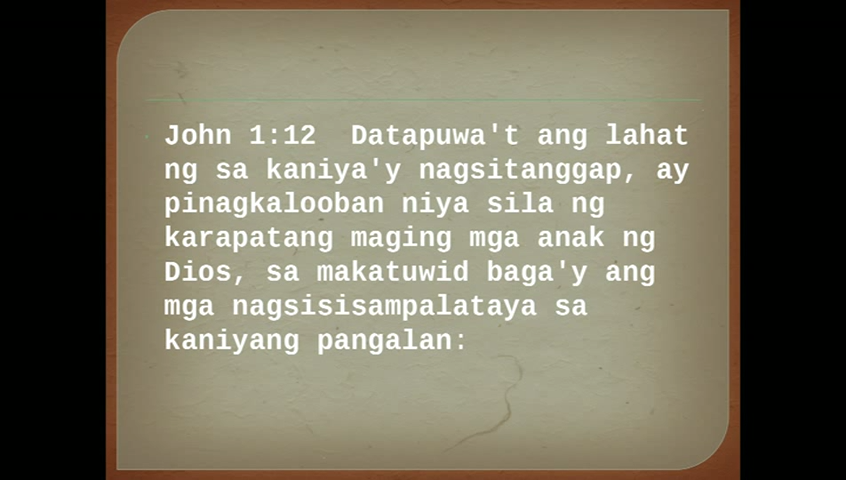 John 1:12  Datapuwa't ang lahat
ng sa kaniya'y nagsitanggap, ay
pinagkalooban niya sila ng
karapatang maging mga anak ng
Dios, sa makatuwid baga'y ang
mga nagsisisampalataya sa
kaniyang pangalan: